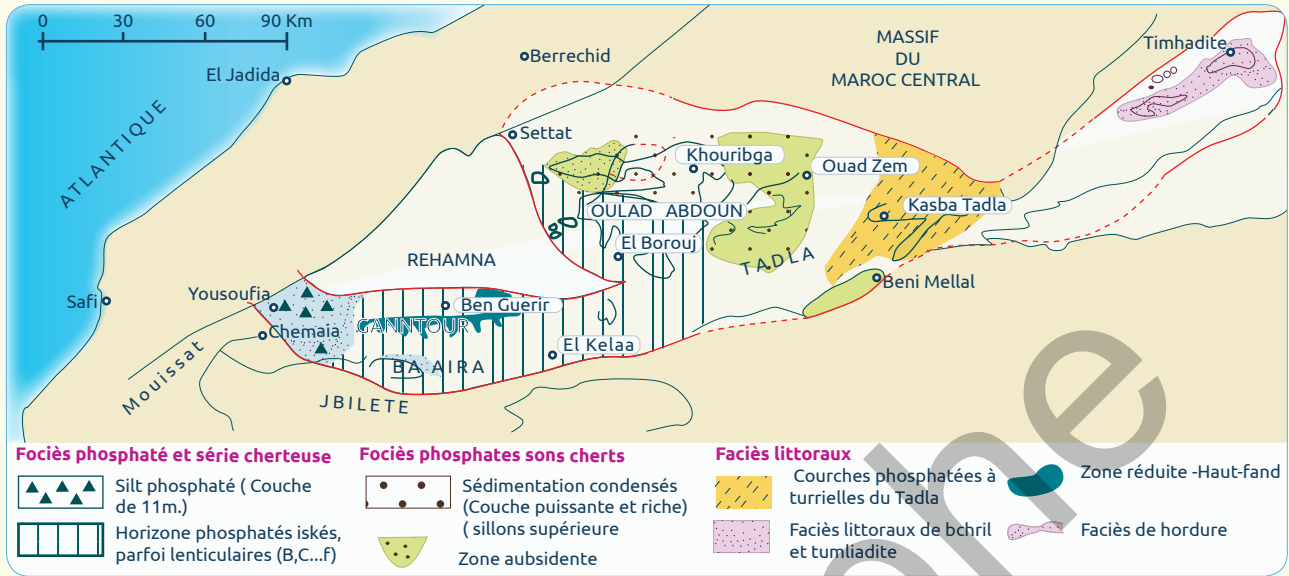 0 30 60 90 Km
El Jadida
Berrechid
MASSIF
DU
MAROC CENTRAL
Timhadite
ATLANTIQUE
Settat
Khouribga
Ouad Zem
OULAD ABDOUN
Kasba Tadla
El Borouj
TADLA
REHAMNA
Beni Mellal
Safi
Yousoufia
Ben Guerir
Chemaia
GANNTOUR
El Kelaa
BA AIRA
Mouissat
JBILETE
Fociès phosphaté et série cherteuse
Silt phosphaté ( Couche
de 11m.)
Horizone phosphatés iskés,
parfoi lenticulaires (B,C...f)
Fociès phosphates sons cherts
Sédimentation condensés
(Couche puissante et riche)
( sillons supérieure
Zone aubsidente
Faciès littoraux
Courches phosphatées à
turrielles du Tadla
Faciès littoraux de bchril
et tumliadite
Zone réduite -Haut-fand
Faciès de hordure